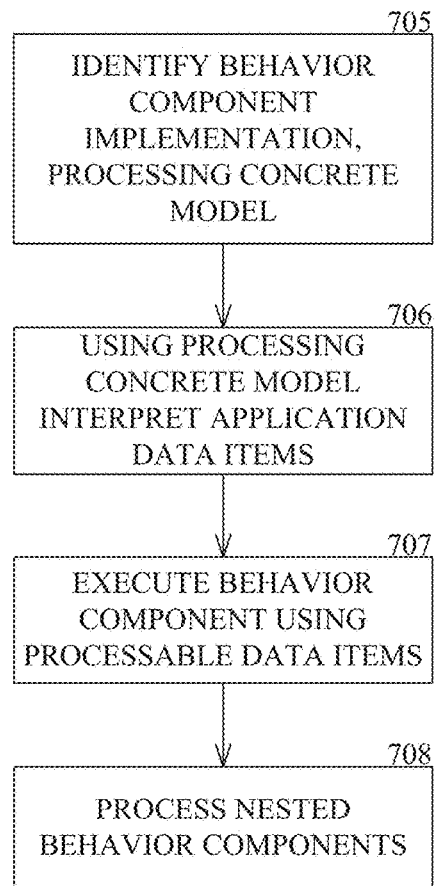 705
IDENTIFY BEHAVIOR
COMPONENT
IMPLEMENTATION,
PROCESSING CONCRETE
MODEL
706
USING PROCESSING
CONCRETE MODEL
INTERPRET APPLICATION
DATA ITEMS
707
EXECUTE BEHAVIOR
COMPONENT USING
PROCESSABLE DATA ITEMS
708
PROCESS NESTED
BEHAVIOR COMPONENTS